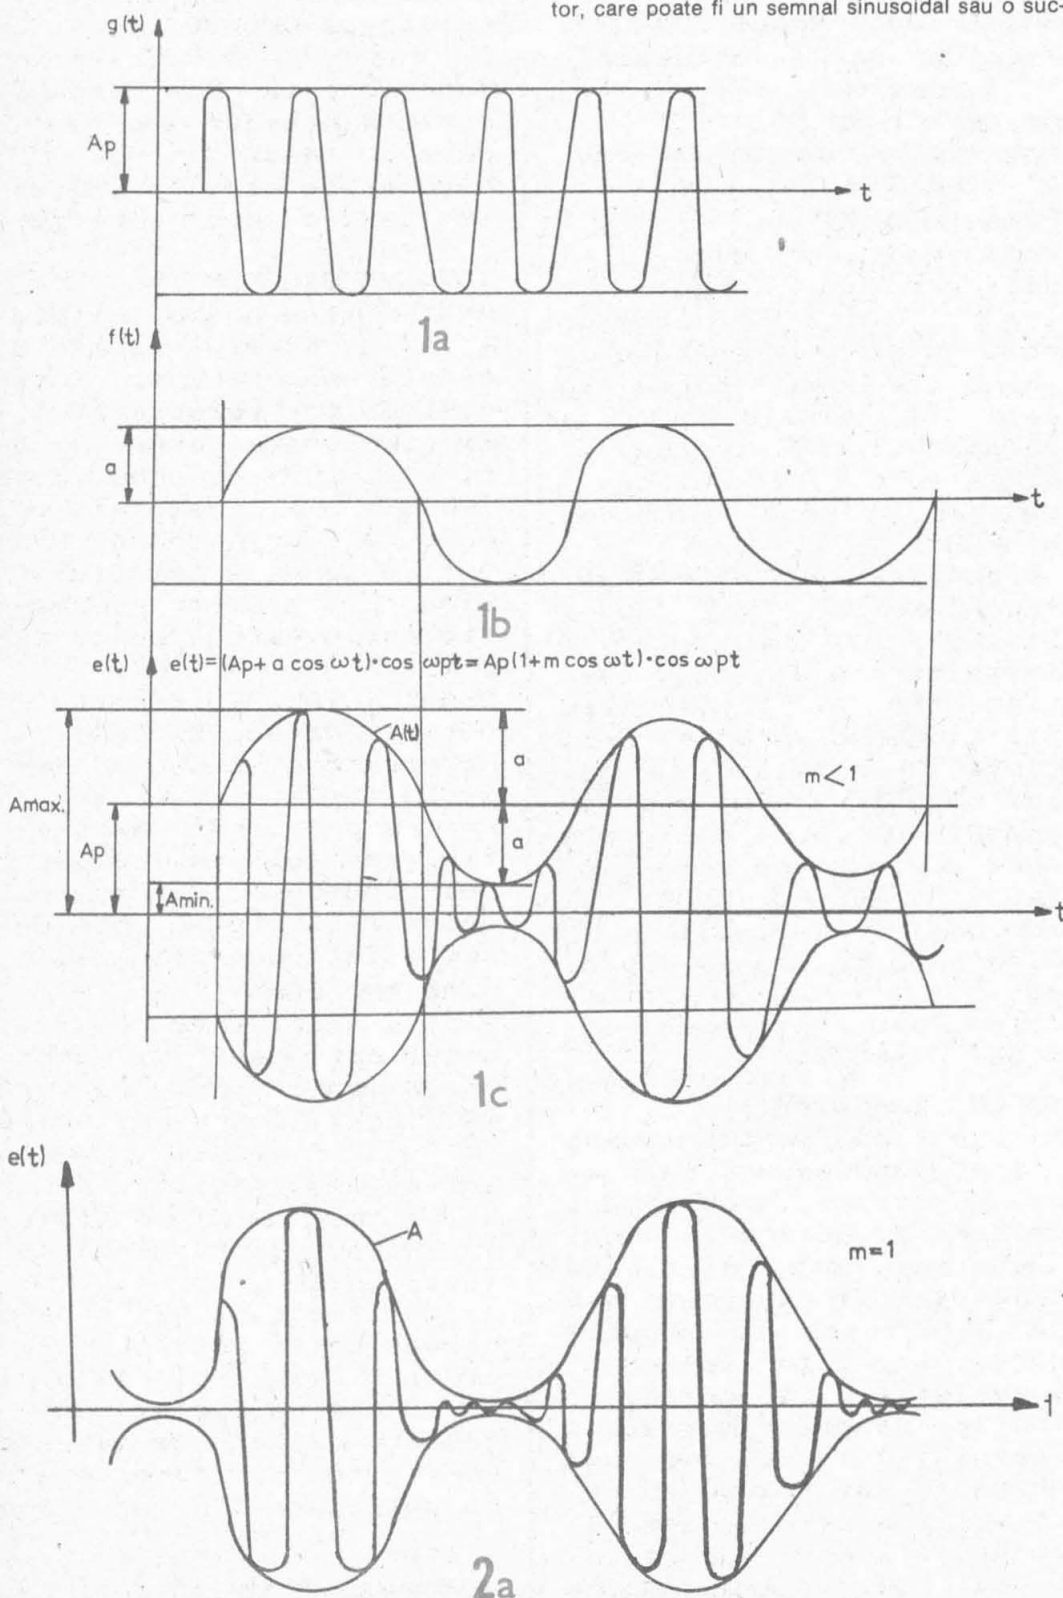 tor, care poate fi un semnal sinusoidal sau o suc-
g(t)
Ap
t
1a
f(t)
a
t
1b
e(t)
e(t)=(Ap+a cos ωt)·cos ωpt=Ap(1+m cos ωt)·cos ωpt
A(t)
a
m<1
Amax.
Ap
a
Amin.
t
1c
e(t)
A
m=1
t
2a